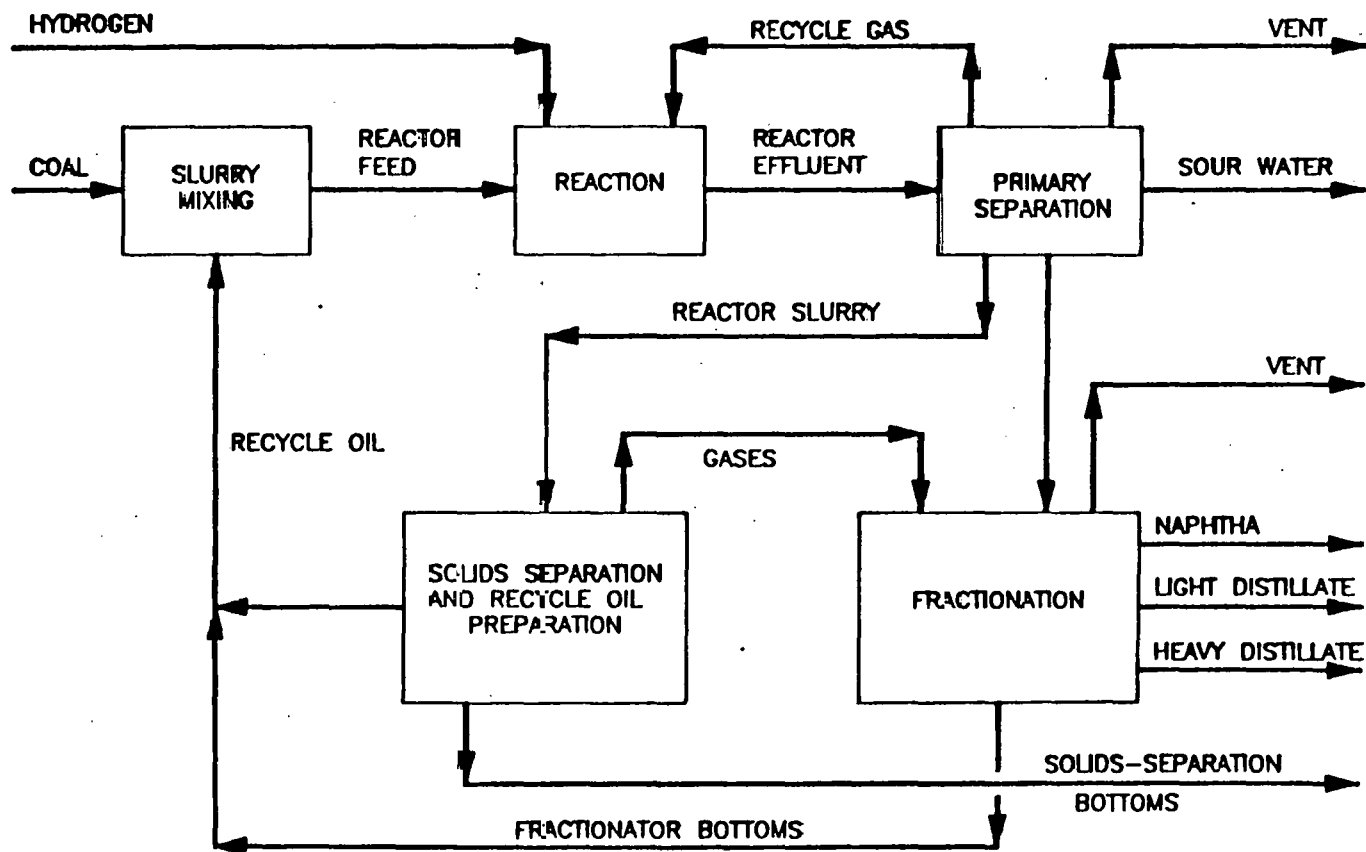 HYDROGEN
RECYCLE GAS
VENT
COAL
SLURRY
MIXING
REACTOR
FEED
REACTION
REACTOR
EFFLUENT
PRIMARY
SEPARATION
SOUR WATER
REACTOR SLURRY
VENT
RECYCLE OIL
GASES
SOLIDS SEPARATION
AND RECYCLE OIL
PREPARATION
FRACTIONATION
NAPHTHA
LIGHT DISTILLATE
HEAVY DISTILLATE
SOLIDS-SEPARATION
BOTTOMS
FRACTIONATOR BOTTOMS